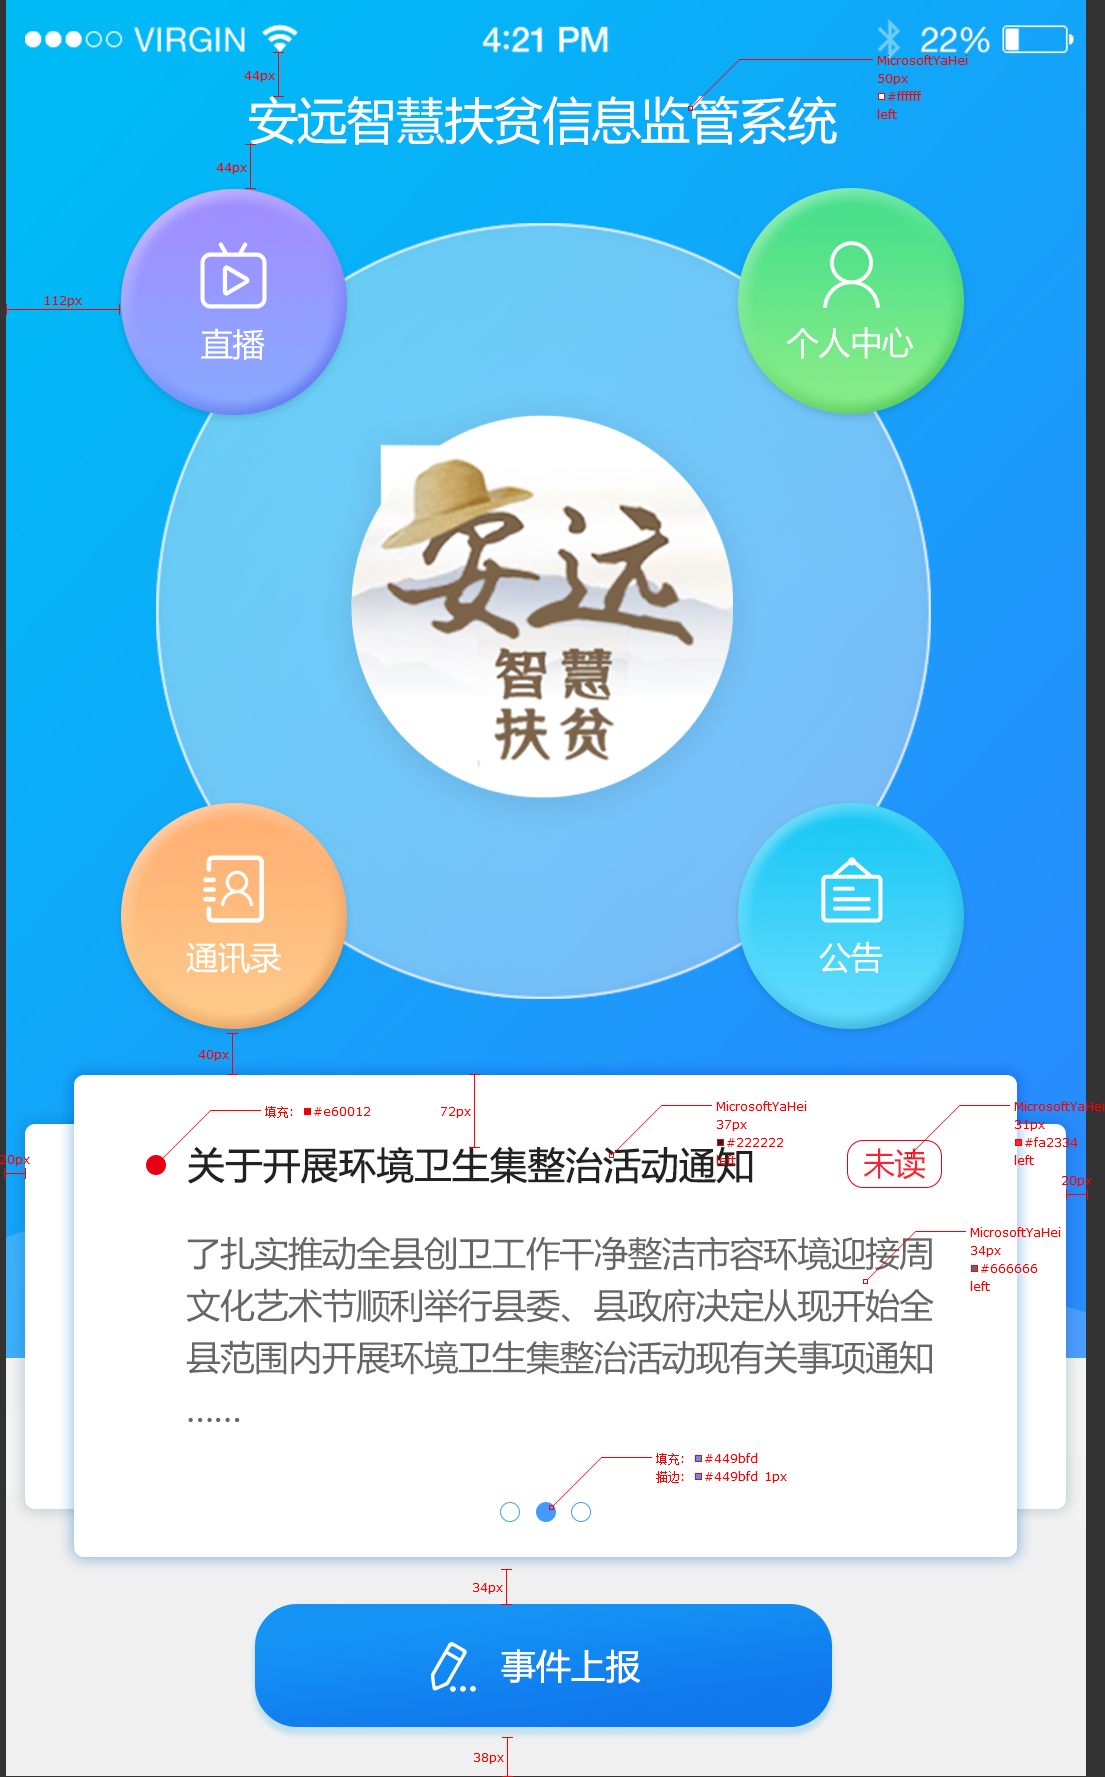 VIRGIN 4:21 PM 22%
44px
MicrosoftYaHei
50px
#ffffff
left
安远智慧扶贫信息监管系统
44px
112px
直播
个人中心
安远
智慧
扶贫
通讯录
公告
40px
填充: #e60012
72px
MicrosoftYaHei
37px
#222222
left
MicrosoftYaHei
31px
#fa2334
left
20px
20px
关于开展环境卫生集整治活动通知
未读
MicrosoftYaHei
34px
#666666
left
了扎实推动全县创卫工作干净整洁市容环境迎接周
文化艺术节顺利举行县委、县政府决定从现开始全
县范围内开展环境卫生集整治活动现有关事项通知
......
填充: #449bfd
描边: #449bfd 1px
34px
事件上报
38px